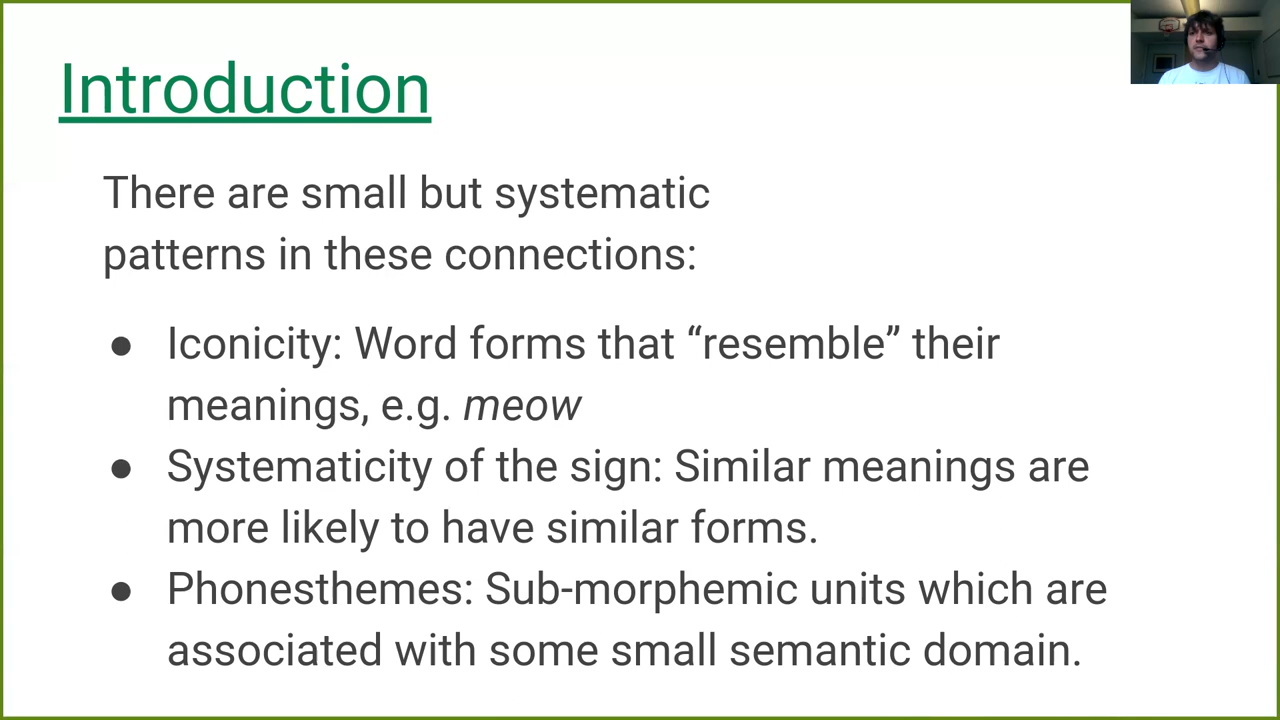 Introduction
There are small but systematic
patterns in these connections:
● Iconicity: Word forms that “resemble” their
meanings, e.g. meow
● Systematicity of the sign: Similar meanings are
more likely to have similar forms.
● Phonesthemes: Sub-morphemic units which are
associated with some small semantic domain.